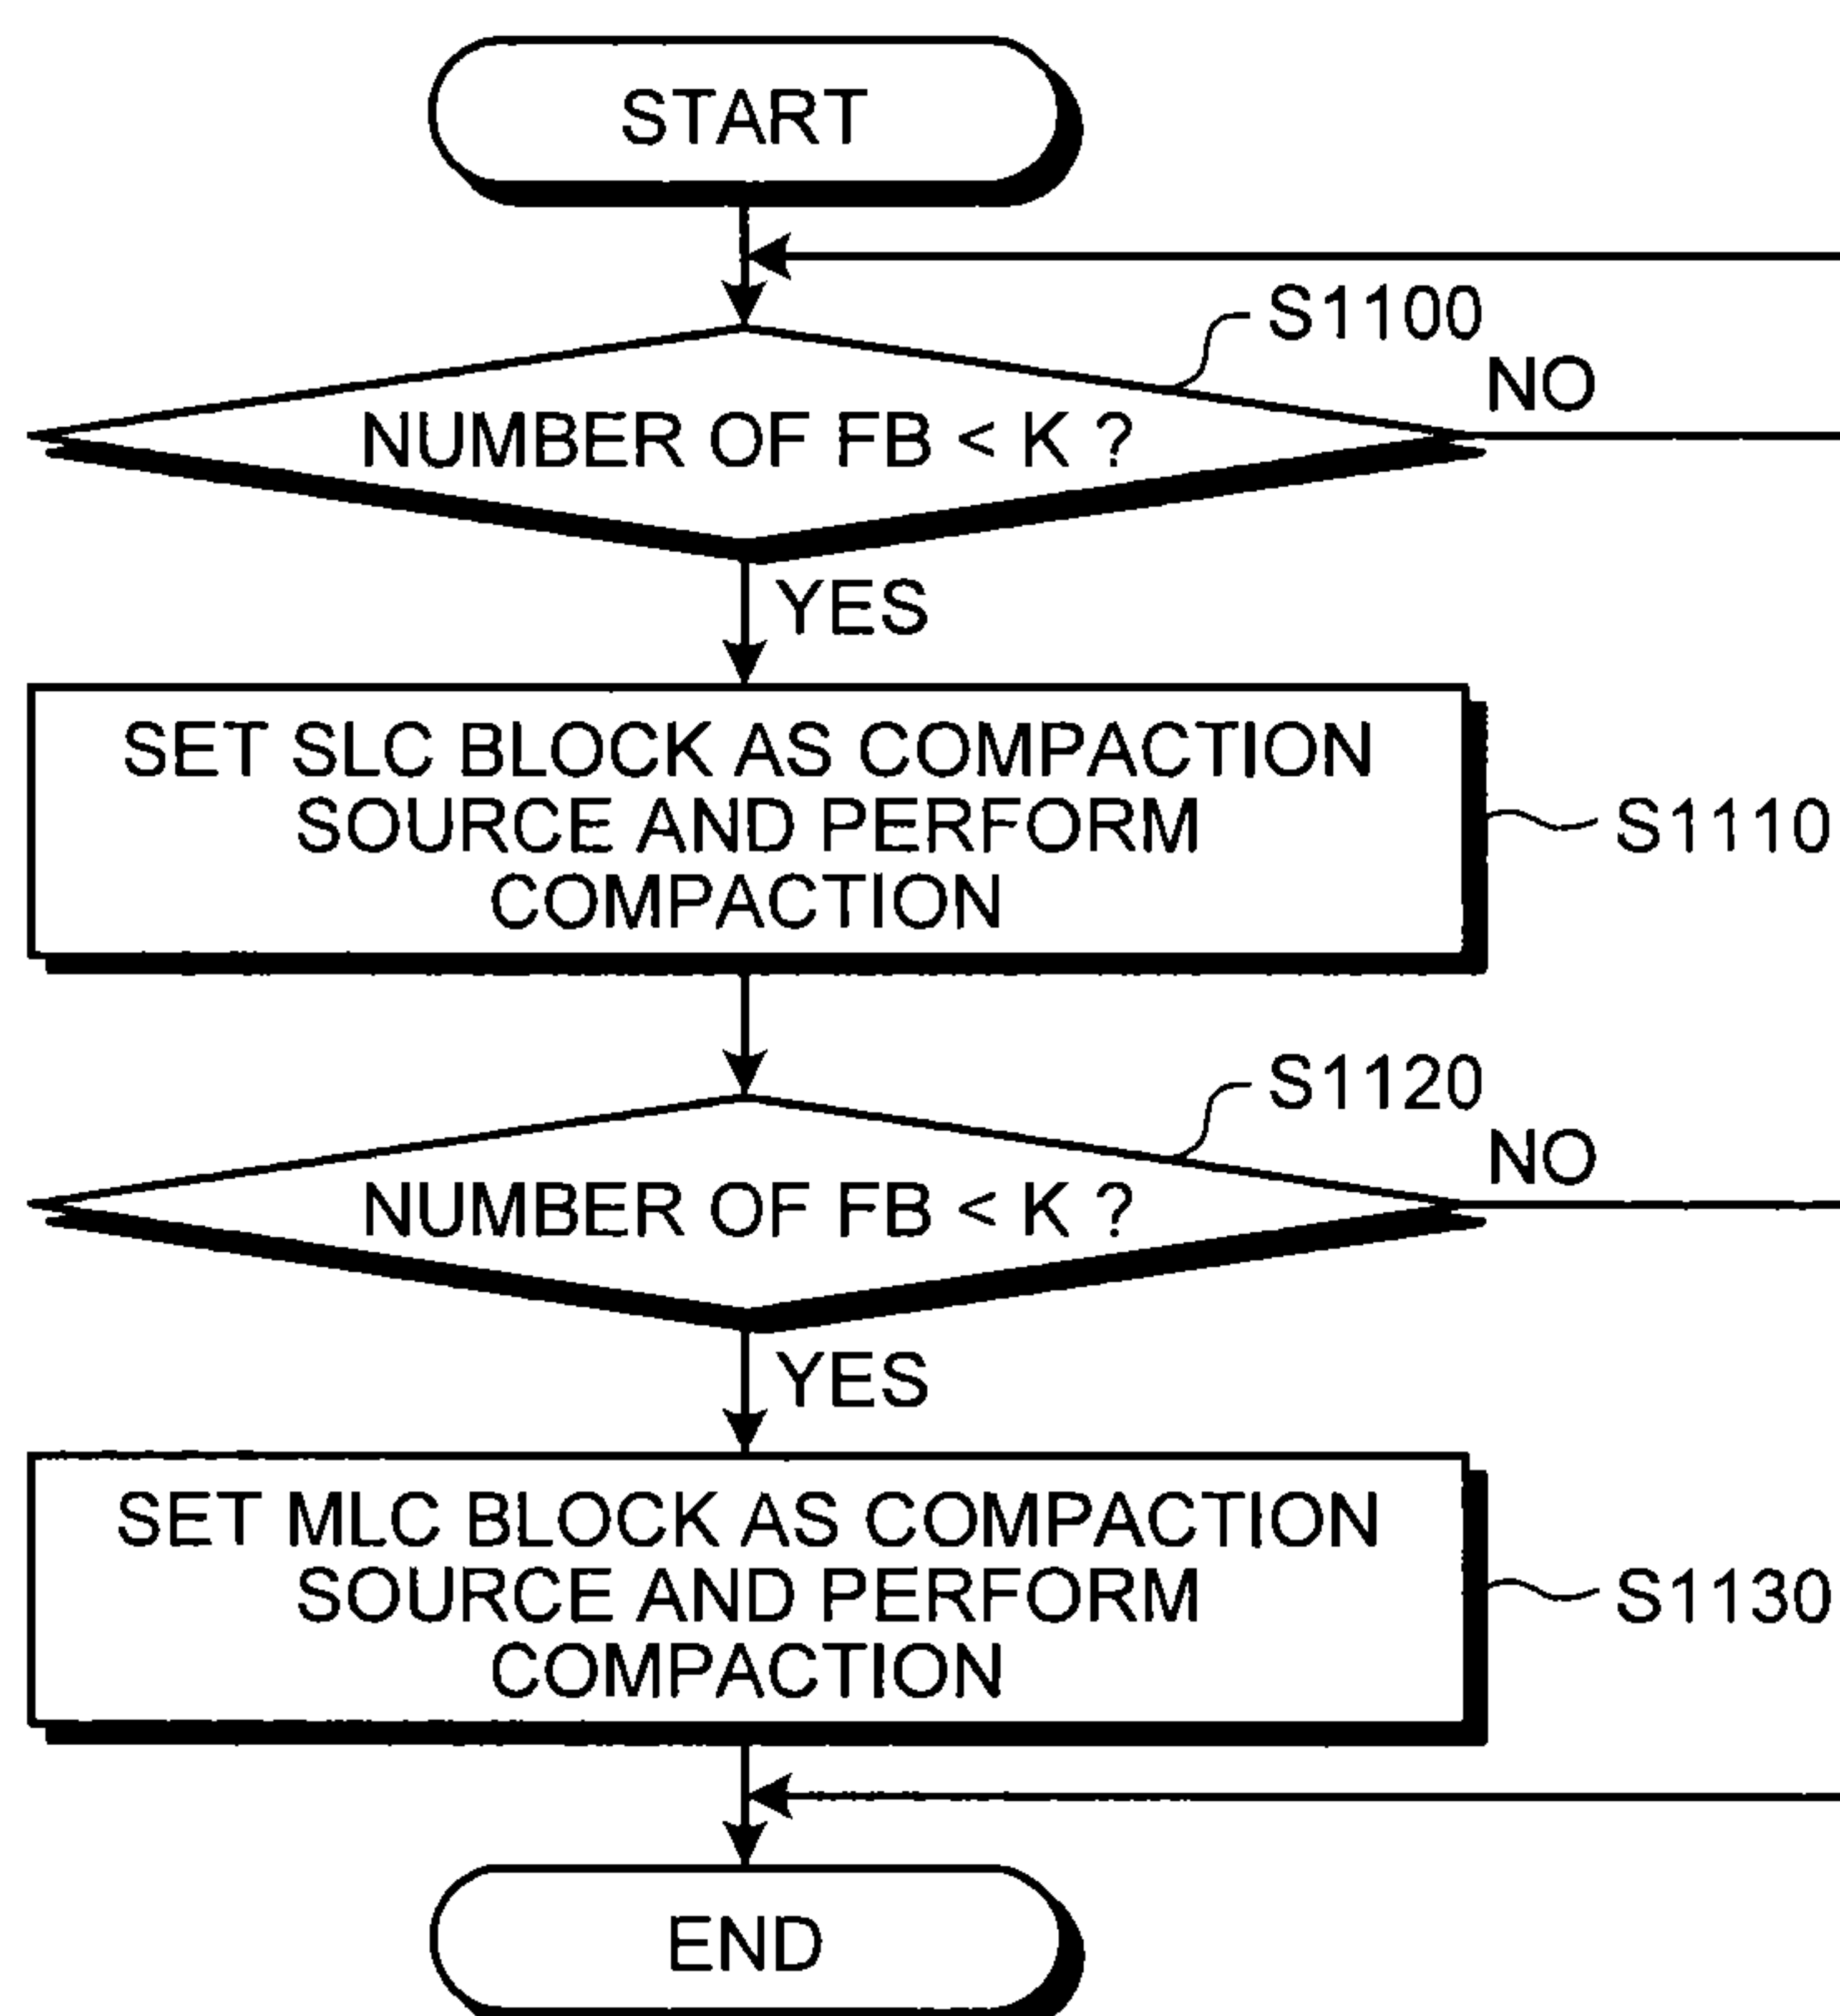 START
S1100
NO
NUMBER OF FB < K ?
YES
SET SLC BLOCK AS COMPACTION
SOURCE AND PERFORM
COMPACTION
S1110
S1120
NO
NUMBER OF FB < K ?
YES
SET MLC BLOCK AS COMPACTION
SOURCE AND PERFORM
COMPACTION
S1130
END